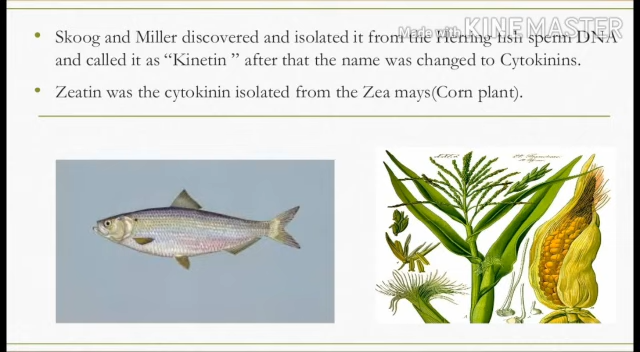 Made with KINE MASTER
• Skoog and Miller discovered and isolated it from the Herring fish sperm DNA
and called it as “Kinetin ” after that the name was changed to Cytokinins.
• Zeatin was the cytokinin isolated from the Zea mays(Corn plant).